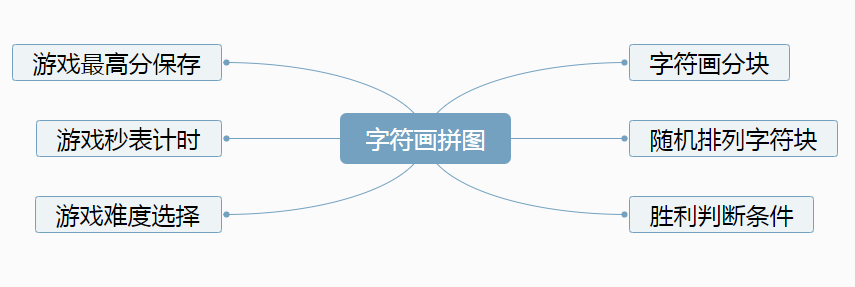 游戏最高分保存
字符画分块
游戏秒表计时
字符画拼图
随机排列字符块
游戏难度选择
胜利判断条件